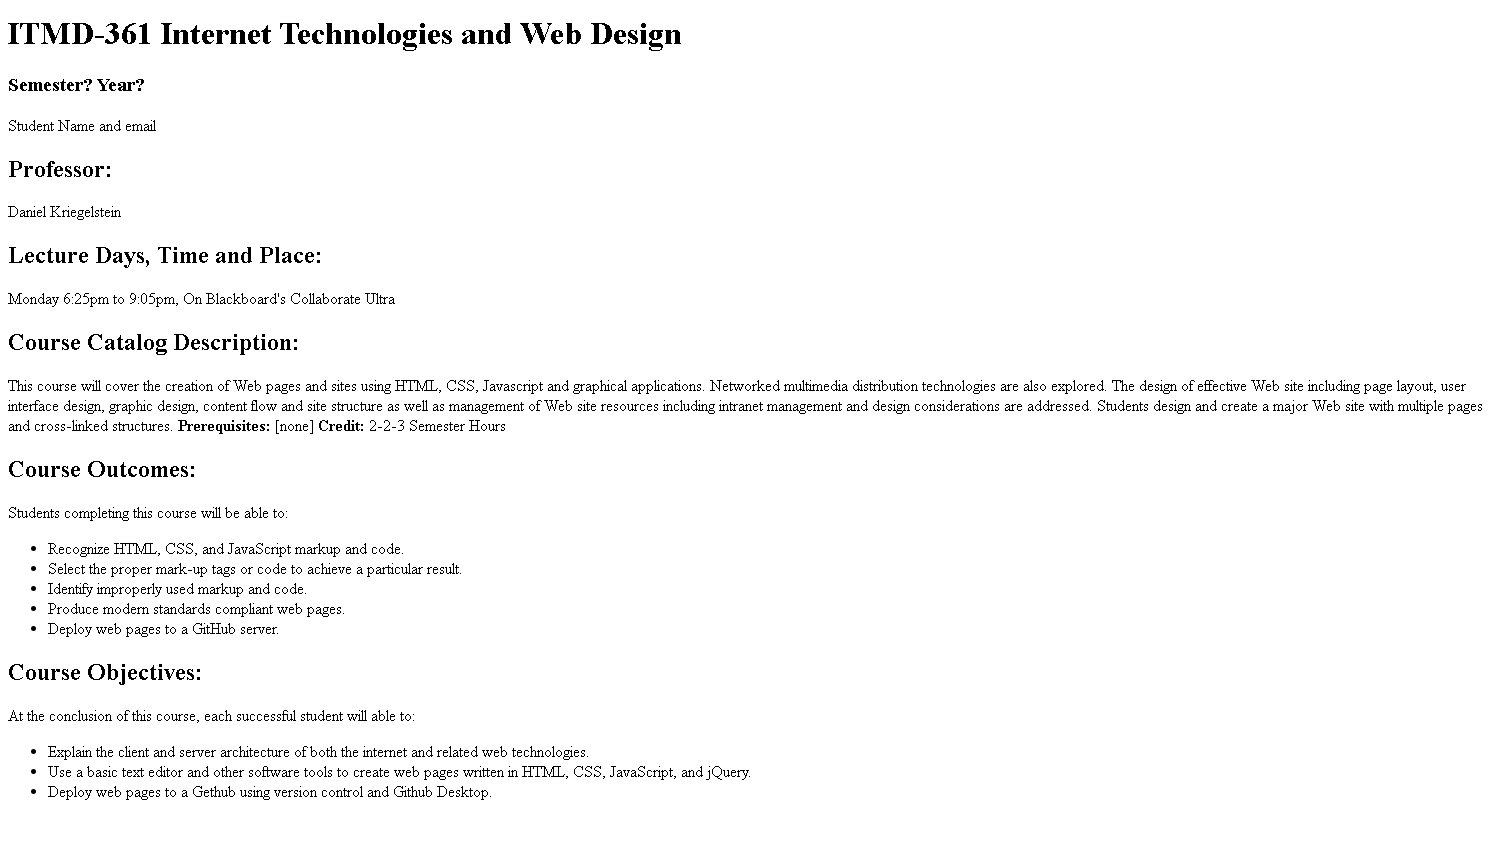 ITMD-361 Internet Technologies and Web Design
Semester? Year?
Student Name and email
Professor:
Daniel Kriegelstein
Lecture Days, Time and Place:
Monday 6:25pm to 9:05pm, On Blackboard's Collaborate Ultra
Course Catalog Description:
This course will cover the creation of Web pages and sites using HTML, CSS, Javascript and graphical applications. Networked multimedia distribution technologies are also explored. The design of effective Web site including page layout, user
interface design, graphic design, content flow and site structure as well as management of Web site resources including intranet management and design considerations are addressed. Students design and create a major Web site with multiple pages
and cross-linked structures. Prerequisites: [none] Credit: 2-2-3 Semester Hours
Course Outcomes:
Students completing this course will be able to:
• Recognize HTML, CSS, and JavaScript markup and code.
• Select the proper mark-up tags or code to achieve a particular result.
• Identify improperly used markup and code.
• Produce modern standards compliant web pages.
• Deploy web pages to a GitHub server.
Course Objectives:
At the conclusion of this course, each successful student will able to:
• Explain the client and server architecture of both the internet and related web technologies.
• Use a basic text editor and other software tools to create web pages written in HTML, CSS, JavaScript, and jQuery.
• Deploy web pages to a Gethub using version control and Github Desktop.